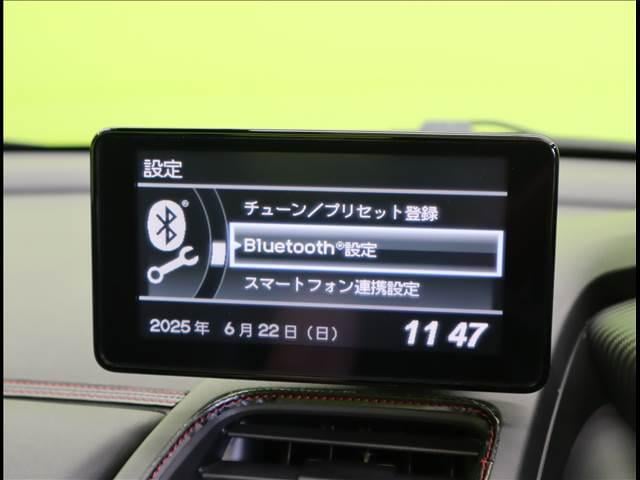 設定
チューン／プリセット登録
Bluetooth®設定
スマートフォン連携設定
2025年 6月22日（日） 11 47